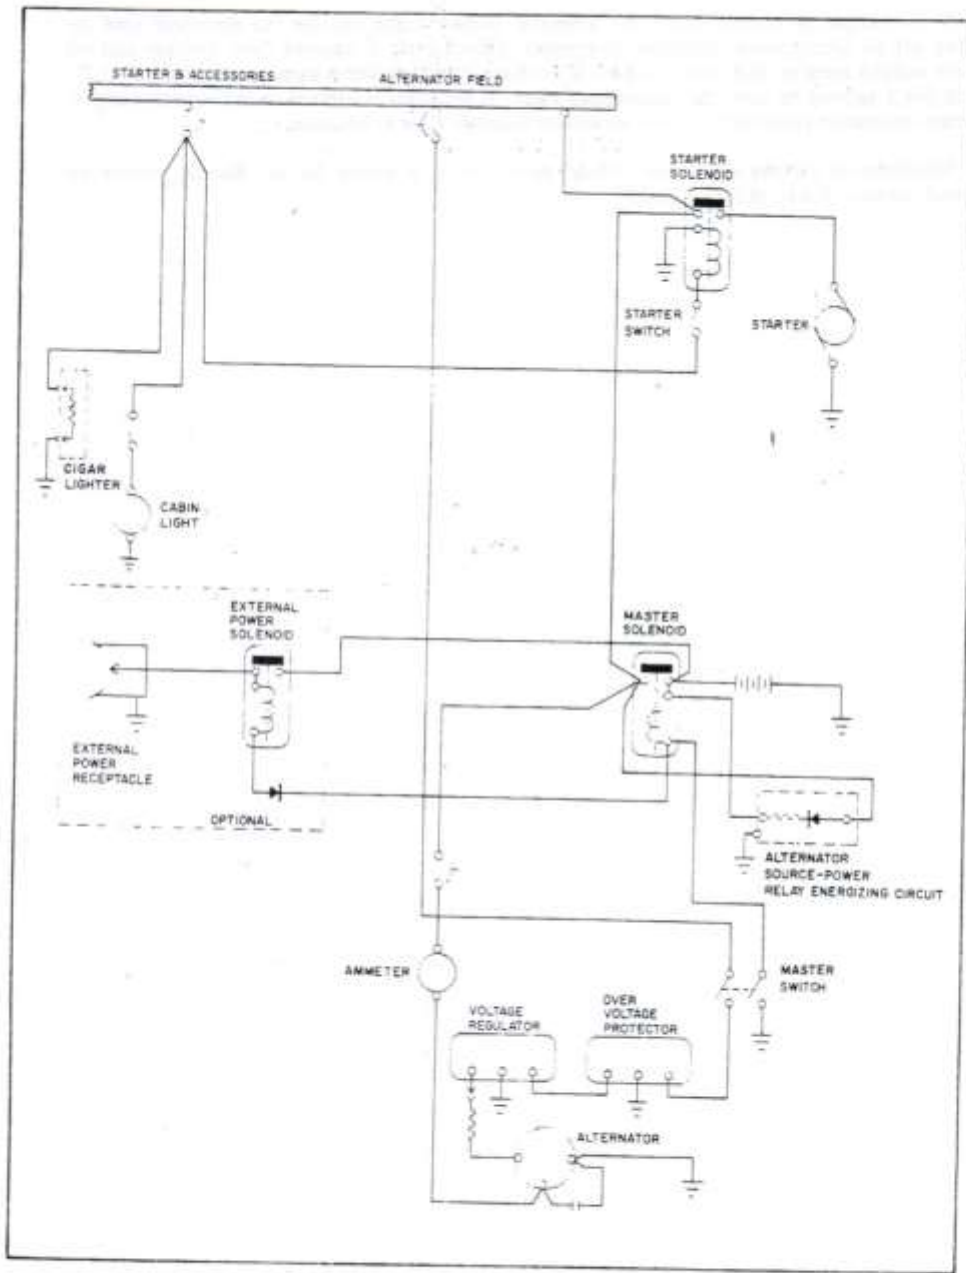 STARTER & ACCESSORIES
ALTERNATOR FIELD
STARTER
SOLENOID
STARTER
SWITCH
STARTER
CIGAR
LIGHTER
CABIN
LIGHT
EXTERNAL
POWER
SOLENOID
MASTER
SOLENOID
EXTERNAL
POWER
RECEPTACLE
OPTIONAL
ALTERNATOR
SOURCE-POWER
RELAY ENERGIZING CIRCUIT
AMMETER
MASTER
SWITCH
VOLTAGE
REGULATOR
OVER
VOLTAGE
PROTECTOR
ALTERNATOR